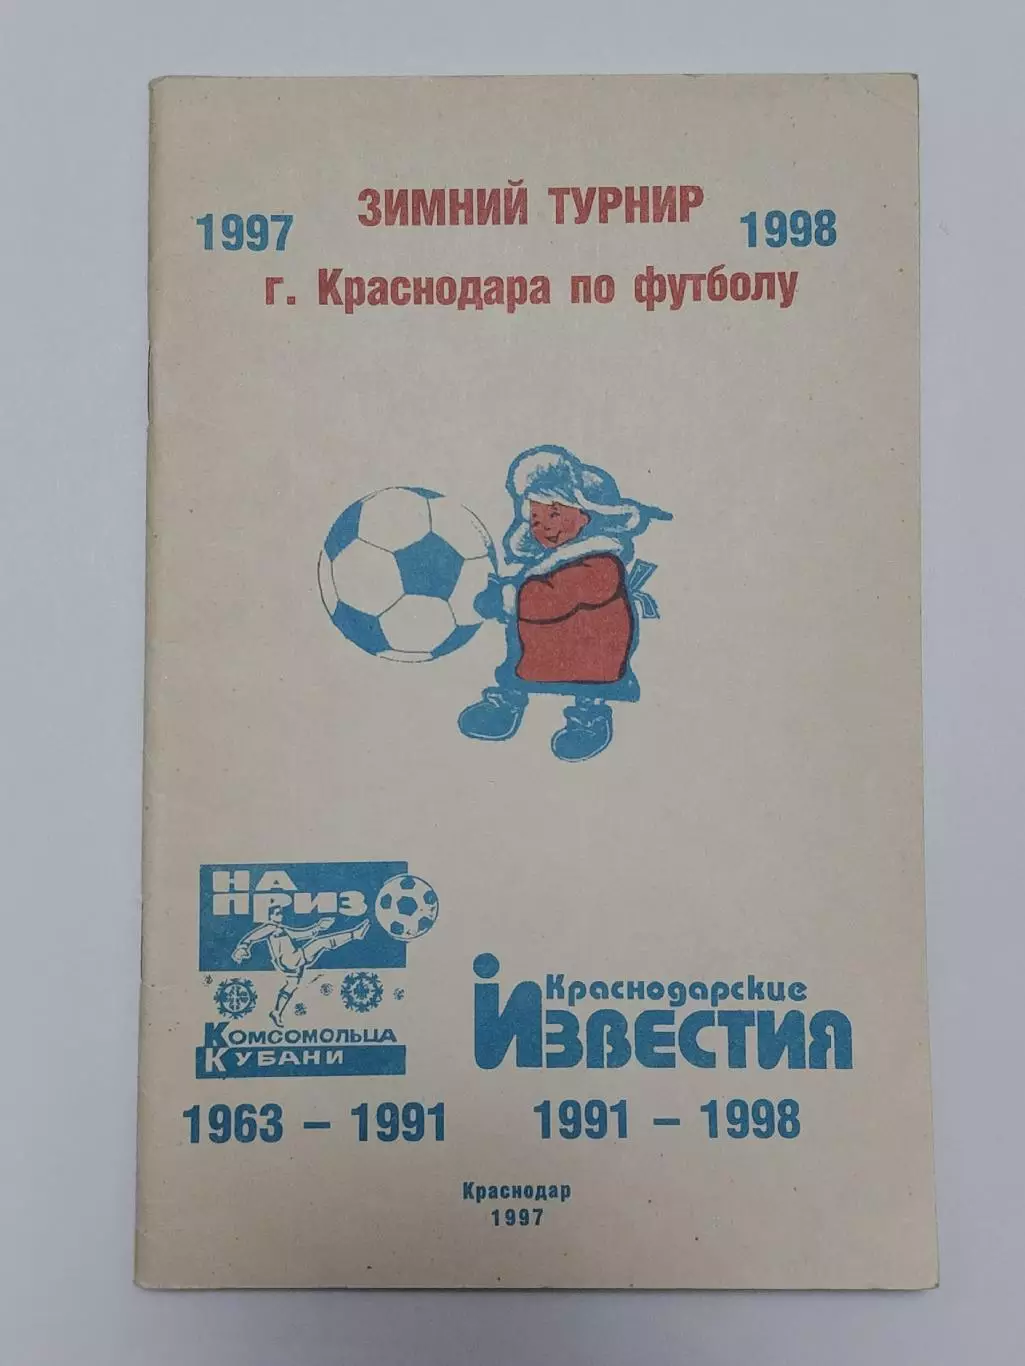 ЗИМНИЙ ТУРНИР
1997 1998
г. Краснодара по футболу
НА
ПРИЗ
КОМСОМОЛЬЦА
КУБАНИ
Краснодарские
ИЗВЕСТИЯ
1963 – 1991 1991 – 1998
Краснодар
1997